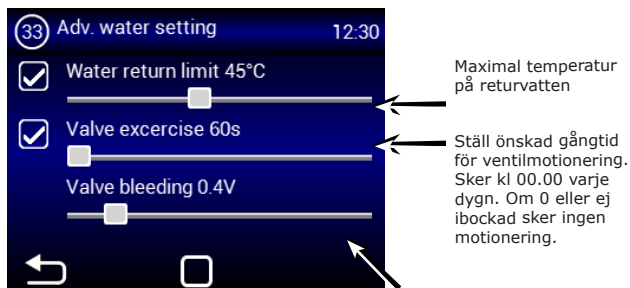 33 Adv. water setting 12:30
Water return limit 45°C
Valve excercise 60s
Valve bleeding 0.4V
Maximal temperatur
på returvatten
Ställ önskad gångtid
för ventilmotionering.
Sker kl 00.00 varje
dygn. Om 0 eller ej
ibockad sker ingen
motionering.